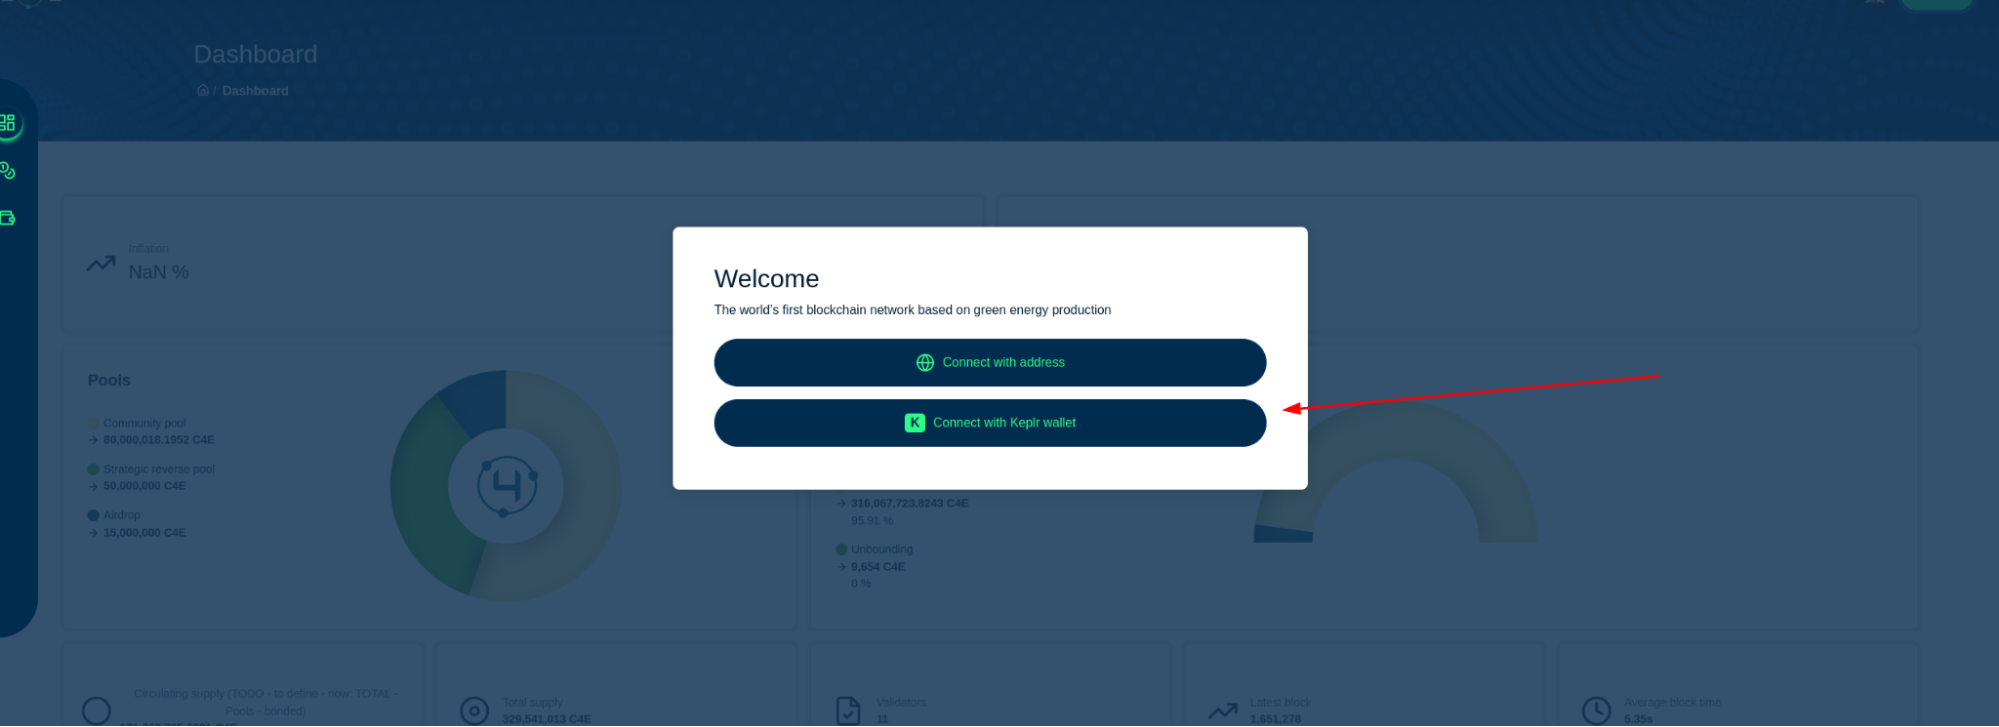 Dashboard
/ Dashboard
Inflation
NaN %
Welcome
The world's first blockchain network based on green energy production
Connect with address
K Connect with Keplr wallet
Pools
Community pool
→ 80,000,018.1952 C4E
Strategic reverse pool
→ 50,000,000 C4E
Airdrop
→ 15,000,000 C4E
4
→ 316,067,723.8243 C4E
95.91 %
Unbounding
→ 9,654 C4E
0 %
Circulating supply (TODO - to define - now: TOTAL -
Pools - bonded)
Total supply
329,541,013 C4E
Validators
11
Latest block
1,651,278
Average block time
5.35s